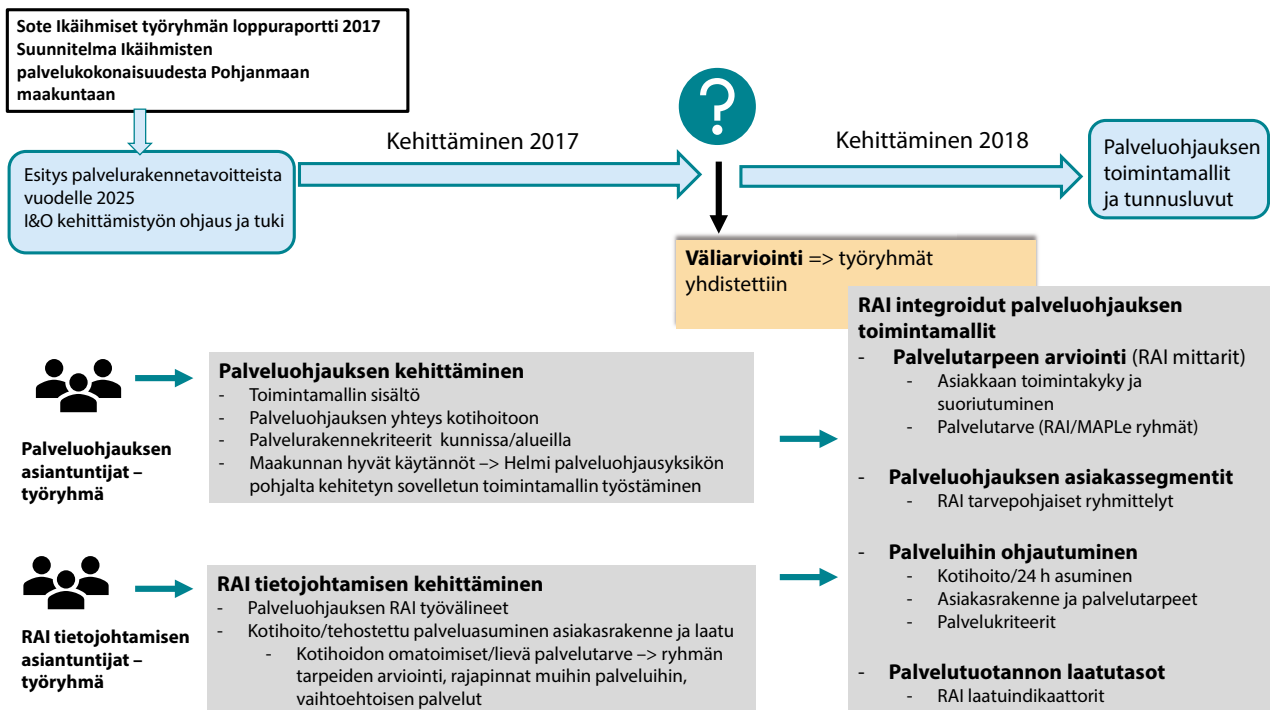 Sote Ikäihmiset työryhmän loppuraportti 2017
Suunnitelma Ikäihmisten
palvelukokonaisuudesta Pohjanmaan
maakuntaan
?
Kehittäminen 2017
Kehittäminen 2018
Esitys palvelurakennetavoitteista
vuodelle 2025
I&O kehittämistyön ohjaus ja tuki
Palveluohjauksen
toimintamallit
ja tunnusluvut
Väliarviointi => työryhmät
yhdistettiin
Palveluohjauksen
asiantuntijat –
työryhmä
Palveluohjauksen kehittäminen
- Toimintamallin sisältö
- Palveluohjauksen yhteys kotihoitoon
- Palvelurakennekriteerit kunnissa/alueilla
- Maakunnan hyvät käytännöt –> Helmi palveluohjausyksikön
pohjalta kehitetyn sovelletun toimintamallin työstäminen
RAI tietojohtamisen
asiantuntijat –
työryhmä
RAI tietojohtamisen kehittäminen
- Palveluohjauksen RAI työvälineet
- Kotihoito/tehostettu palveluasuminen asiakasrakenne ja laatu
- Kotihoidon omatoimiset/lievä palvelutarve –> ryhmän
tarpeiden arviointi, rajapinnat muihin palveluihin,
vaihtoehtoisen palvelut
RAI integroidut palveluohjauksen
toimintamallit
- Palvelutarpeen arviointi (RAI mittarit)
- Asiakkaan toimintakyky ja
suoriutuminen
- Palvelutarve (RAI/MAPLe ryhmät)
- Palveluohjauksen asiakassegmentit
- RAI tarvepohjaiset ryhmittelyt
- Palveluihin ohjautuminen
- Kotihoito/24 h asuminen
- Asiakasrakenne ja palvelutarpeet
- Palvelukriteerit
- Palvelutuotannon laatutasot
- RAI laatuindikaattorit